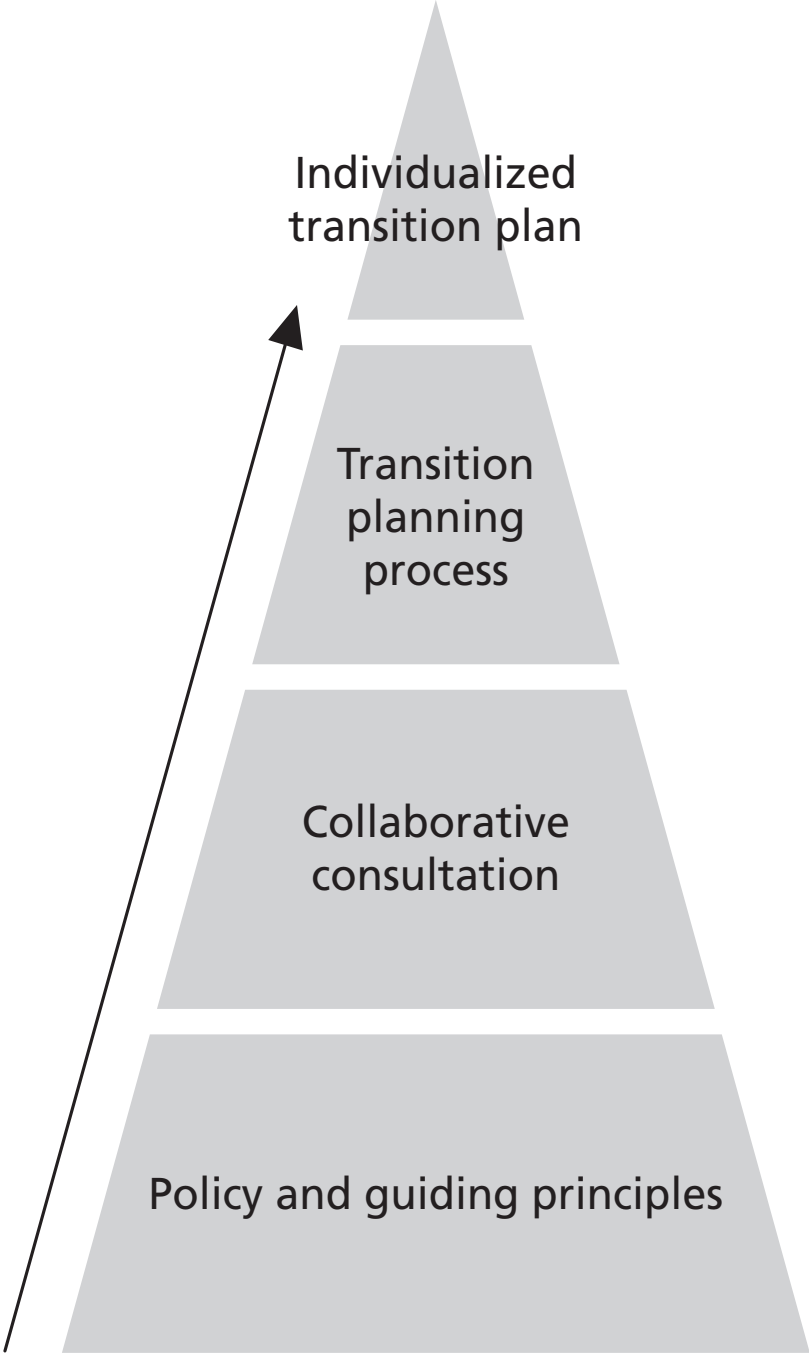 Individualized
transition plan
Transition
planning
process
Collaborative
consultation
Policy and guiding principles